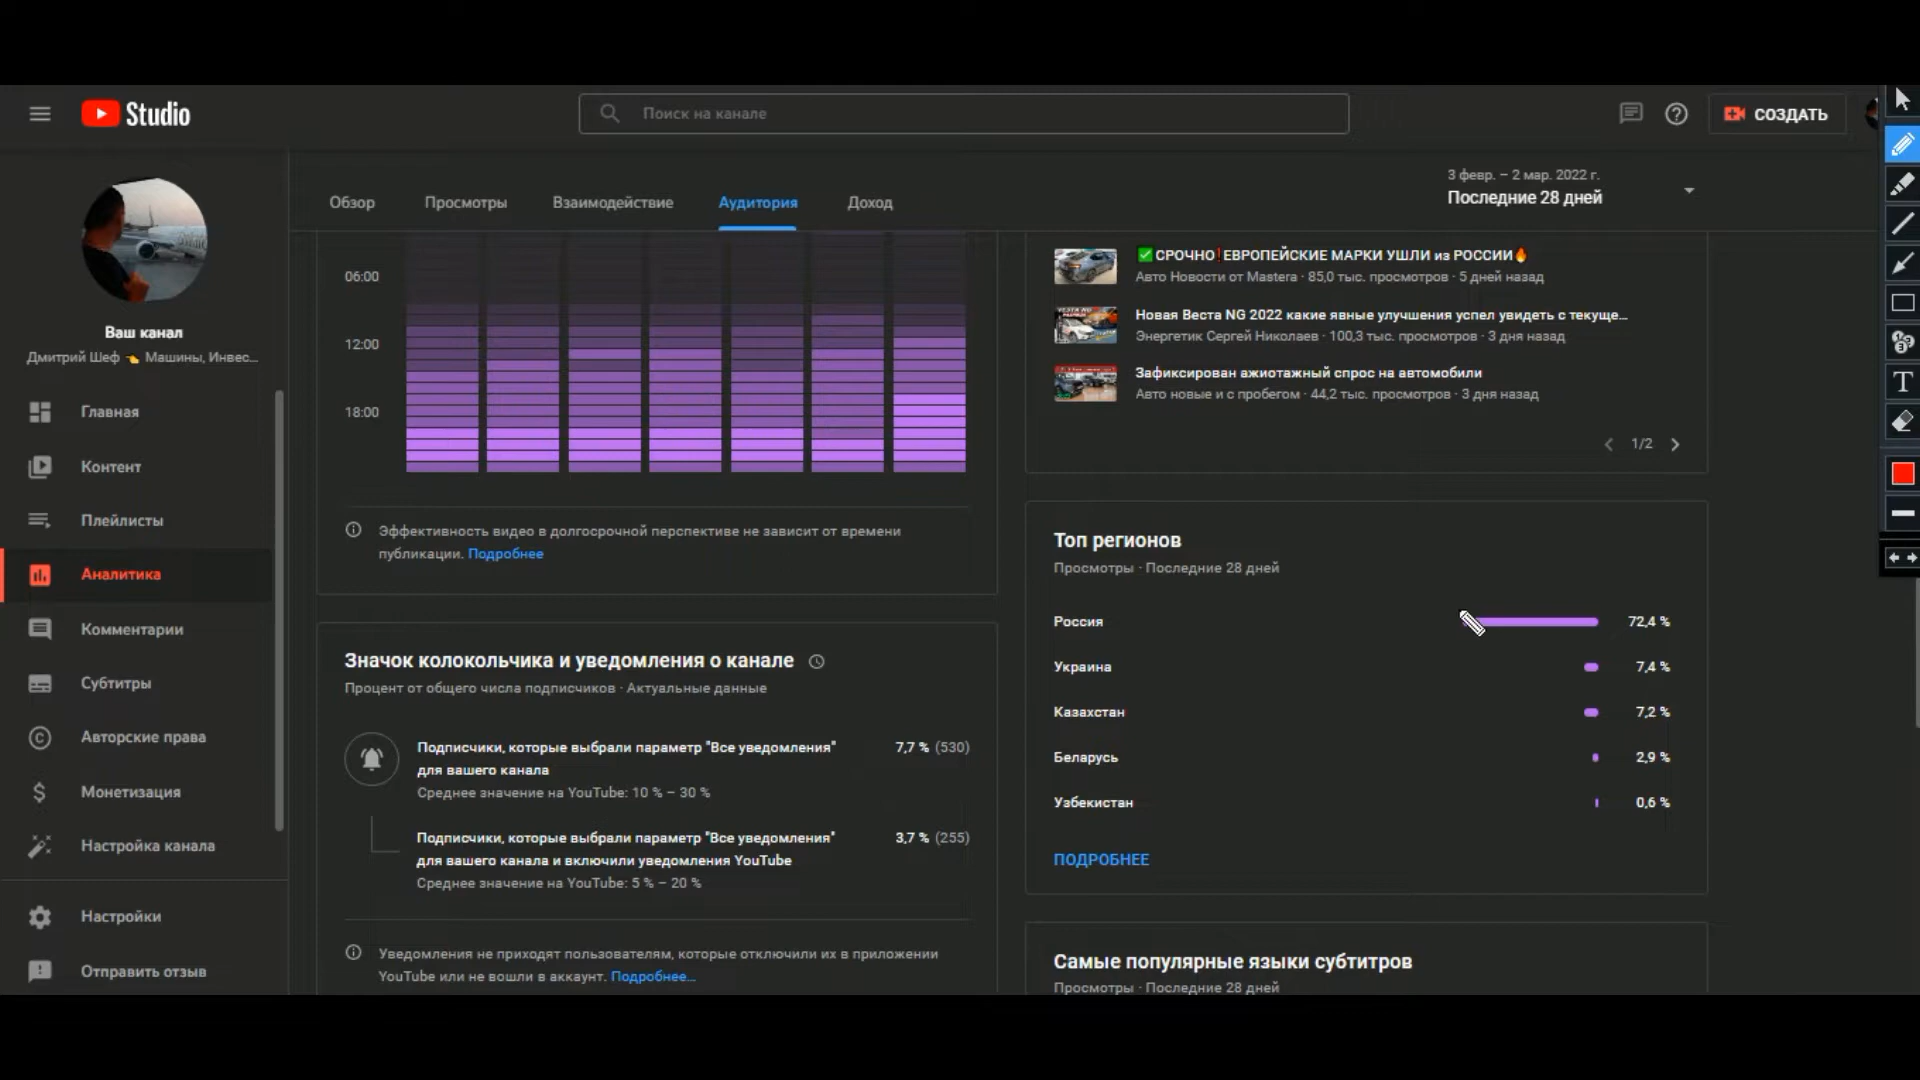 Studio
Поиск на канале
СОЗДАТЬ
Ваш канал
Дмитрий Шеф 👈 Машины, Инвес...
Главная
Контент
Плейлисты
Аналитика
Комментарии
Субтитры
Авторские права
Монетизация
Настройка канала
Настройки
Отправить отзыв
Обзор
Просмотры
Взаимодействие
Аудитория
Доход
3 февр. – 2 мар. 2022 г.
Последние 28 дней
06:00
12:00
18:00
Эффективность видео в долгосрочной перспективе не зависит от времени
публикации. Подробнее
Значок колокольчика и уведомления о канале
Процент от общего числа подписчиков · Актуальные данные
Подписчики, которые выбрали параметр "Все уведомления"
для вашего канала
7,7 % (530)
Среднее значение на YouTube: 10 % – 30 %
Подписчики, которые выбрали параметр "Все уведомления"
для вашего канала и включили уведомления YouTube
3,7 % (255)
Среднее значение на YouTube: 5 % – 20 %
Уведомления не приходят пользователям, которые отключили их в приложении
YouTube или не вошли в аккаунт. Подробнее...
✅СРОЧНО❗ЕВРОПЕЙСКИЕ МАРКИ УШЛИ из РОССИИ🔥
Авто Новости от Mastera · 85,0 тыс. просмотров · 5 дней назад
Новая Веста NG 2022 какие явные улучшения успел увидеть с текуще...
Энергетик Сергей Николаев · 100,3 тыс. просмотров · 3 дня назад
Зафиксирован ажиотажный спрос на автомобили
Авто новые и с пробегом · 44,2 тыс. просмотров · 3 дня назад
1/2
Топ регионов
Просмотры · Последние 28 дней
Россия 72,4 %
Украина 7,4 %
Казахстан 7,2 %
Беларусь 2,9 %
Узбекистан 0,6 %
ПОДРОБНЕЕ
Самые популярные языки субтитров
Просмотры · Последние 28 дней
T